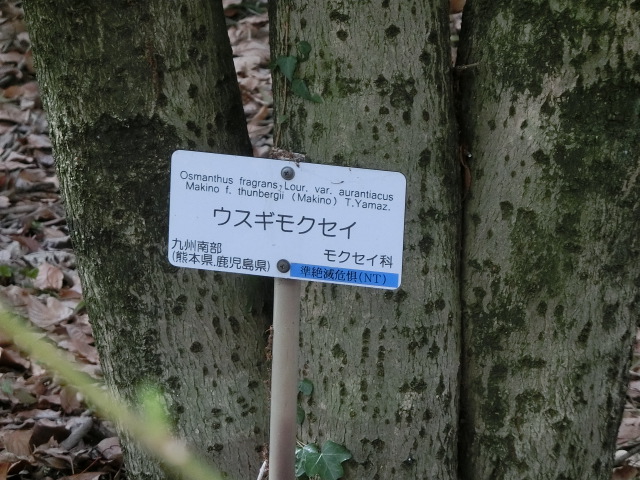 Osmanthus fragrans Lour. var. aurantiacus
Makino f. thunbergii (Makino) T.Yamaz.
ウスギモクセイ
九州南部
(熊本県,鹿児島県)
モクセイ科
準絶滅危惧(NT)